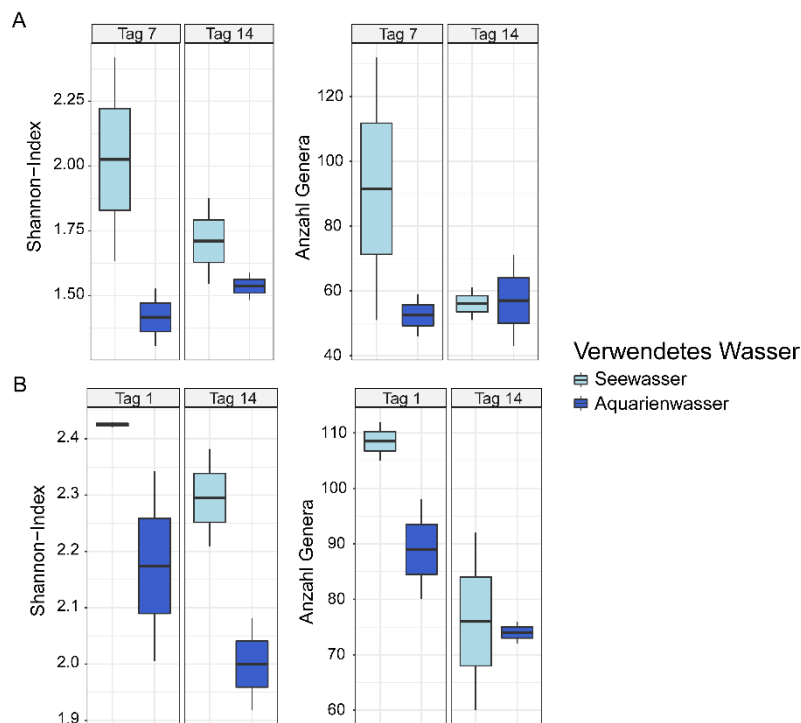 A
Tag 7
Tag 14
Shannon−Index
2.25
2.00
1.75
1.50
Tag 7
Tag 14
Anzahl Genera
120
100
80
60
40
Verwendetes Wasser
Seewasser
Aquarienwasser
B
Tag 1
Tag 14
Shannon−Index
2.4
2.3
2.2
2.1
2.0
1.9
Tag 1
Tag 14
Anzahl Genera
110
100
90
80
70
60